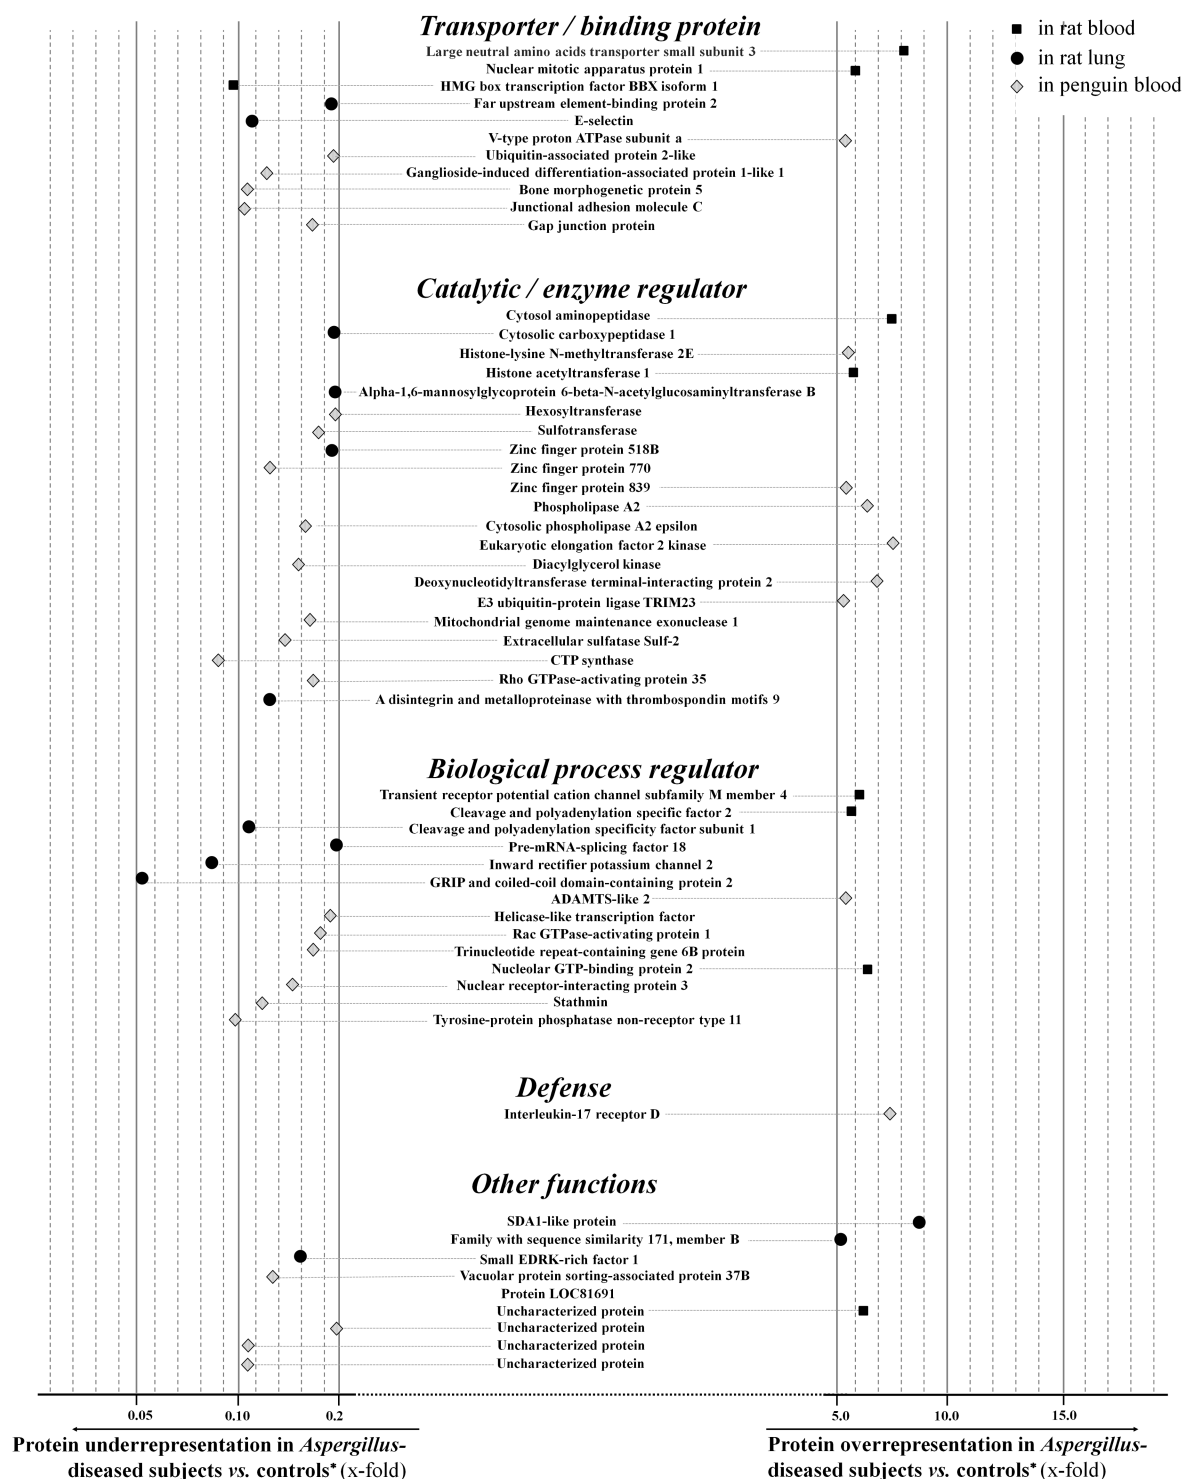 Transporter / binding protein
in rat blood
in rat lung
in penguin blood
Large neutral amino acids transporter small subunit 3
Nuclear mitotic apparatus protein 1
HMG box transcription factor BBX isoform 1
Far upstream element-binding protein 2
E-selectin
V-type proton ATPase subunit a
Ubiquitin-associated protein 2-like
Ganglioside-induced differentiation-associated protein 1-like 1
Bone morphogenetic protein 5
Junctional adhesion molecule C
Gap junction protein
Catalytic / enzyme regulator
Cytosol aminopeptidase
Cytosolic carboxypeptidase 1
Histone-lysine N-methyltransferase 2E
Histone acetyltransferase 1
Alpha-1,6-mannosylglycoprotein 6-beta-N-acetylglucosaminyltransferase B
Hexosyltransferase
Sulfotransferase
Zinc finger protein 518B
Zinc finger protein 770
Zinc finger protein 839
Phospholipase A2
Cytosolic phospholipase A2 epsilon
Eukaryotic elongation factor 2 kinase
Diacylglycerol kinase
Deoxynucleotidyltransferase terminal-interacting protein 2
E3 ubiquitin-protein ligase TRIM23
Mitochondrial genome maintenance exonuclease 1
Extracellular sulfatase Sulf-2
CTP synthase
Rho GTPase-activating protein 35
A disintegrin and metalloproteinase with thrombospondin motifs 9
Biological process regulator
Transient receptor potential cation channel subfamily M member 4
Cleavage and polyadenylation specific factor 2
Cleavage and polyadenylation specificity factor subunit 1
Pre-mRNA-splicing factor 18
Inward rectifier potassium channel 2
GRIP and coiled-coil domain-containing protein 2
ADAMTS-like 2
Helicase-like transcription factor
Rac GTPase-activating protein 1
Trinucleotide repeat-containing gene 6B protein
Nucleolar GTP-binding protein 2
Nuclear receptor-interacting protein 3
Stathmin
Tyrosine-protein phosphatase non-receptor type 11
Defense
Interleukin-17 receptor D
Other functions
SDA1-like protein
Family with sequence similarity 171, member B
Small EDRK-rich factor 1
Vacuolar protein sorting-associated protein 37B
Protein LOC81691
Uncharacterized protein
Uncharacterized protein
Uncharacterized protein
Uncharacterized protein
0.05 0.10 0.2 5.0 10.0 15.0
Protein underrepresentation in Aspergillus-
diseased subjects vs. controls* (x-fold)
Protein overrepresentation in Aspergillus-
diseased subjects vs. controls* (x-fold)